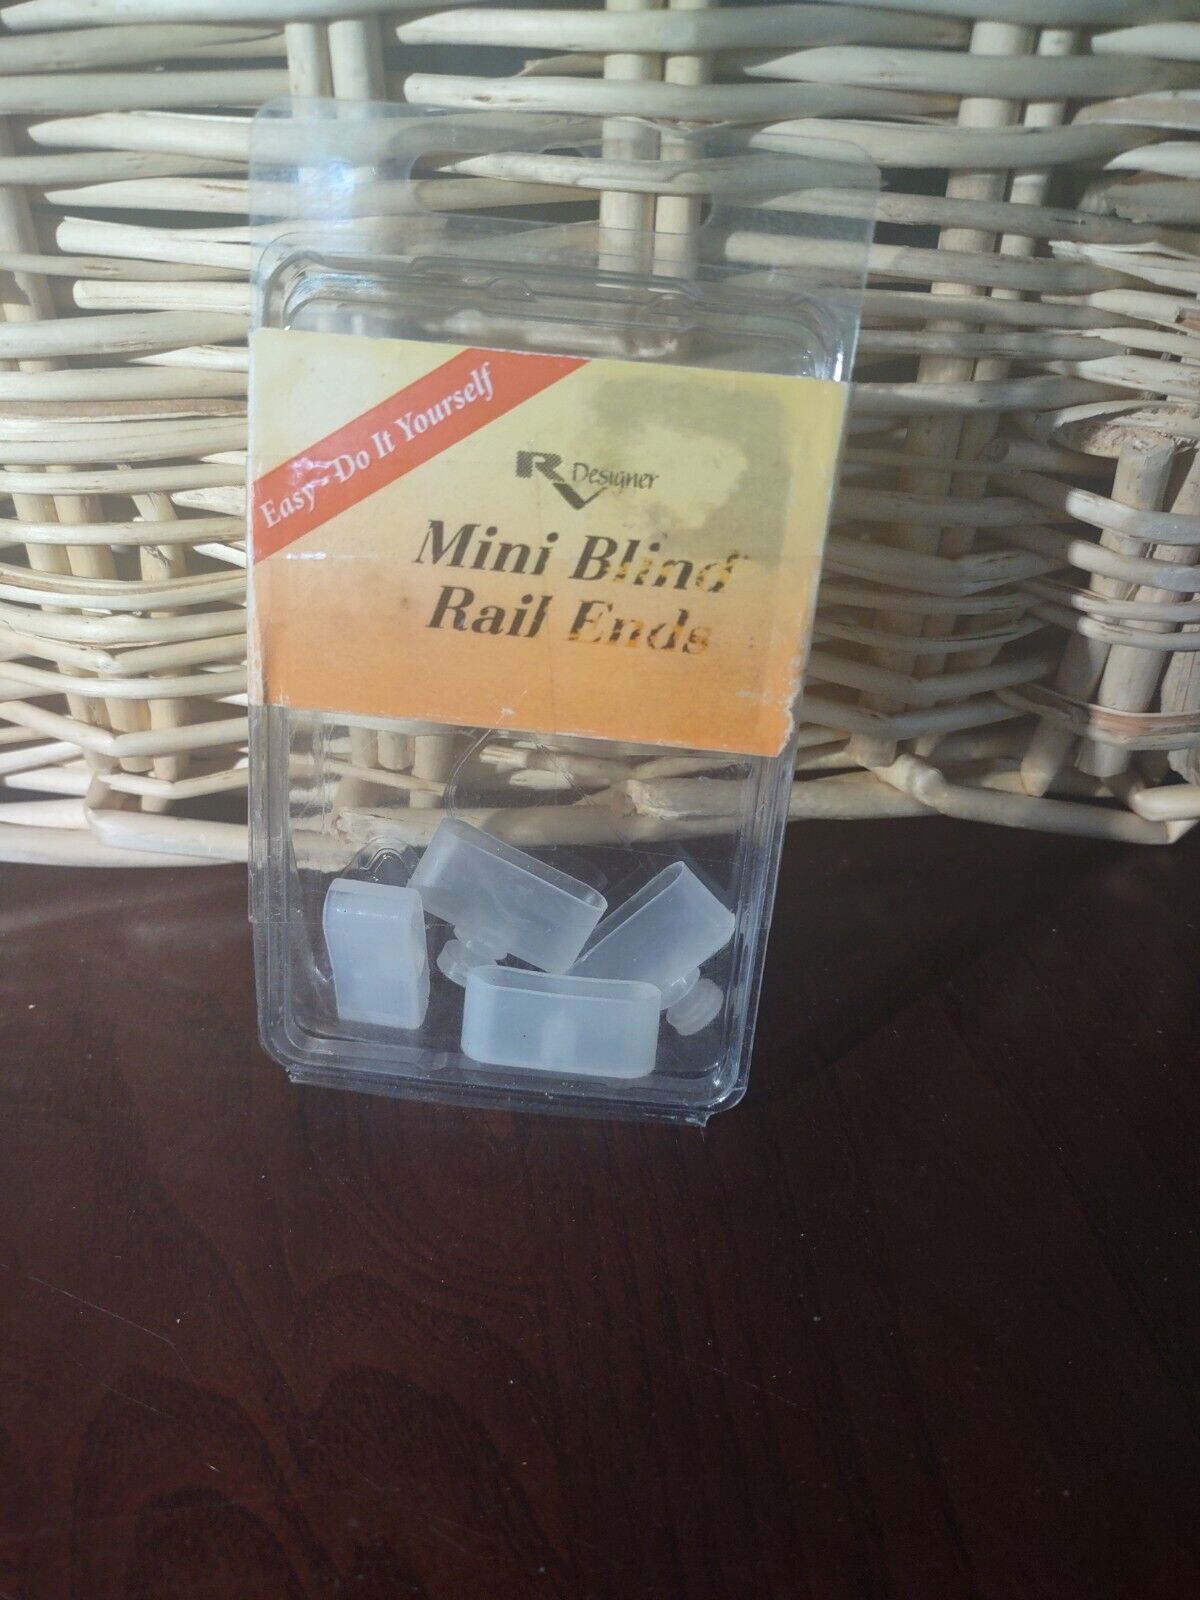 Easy - Do It Yourself
RV Designer
Mini Blind
Rail Ends